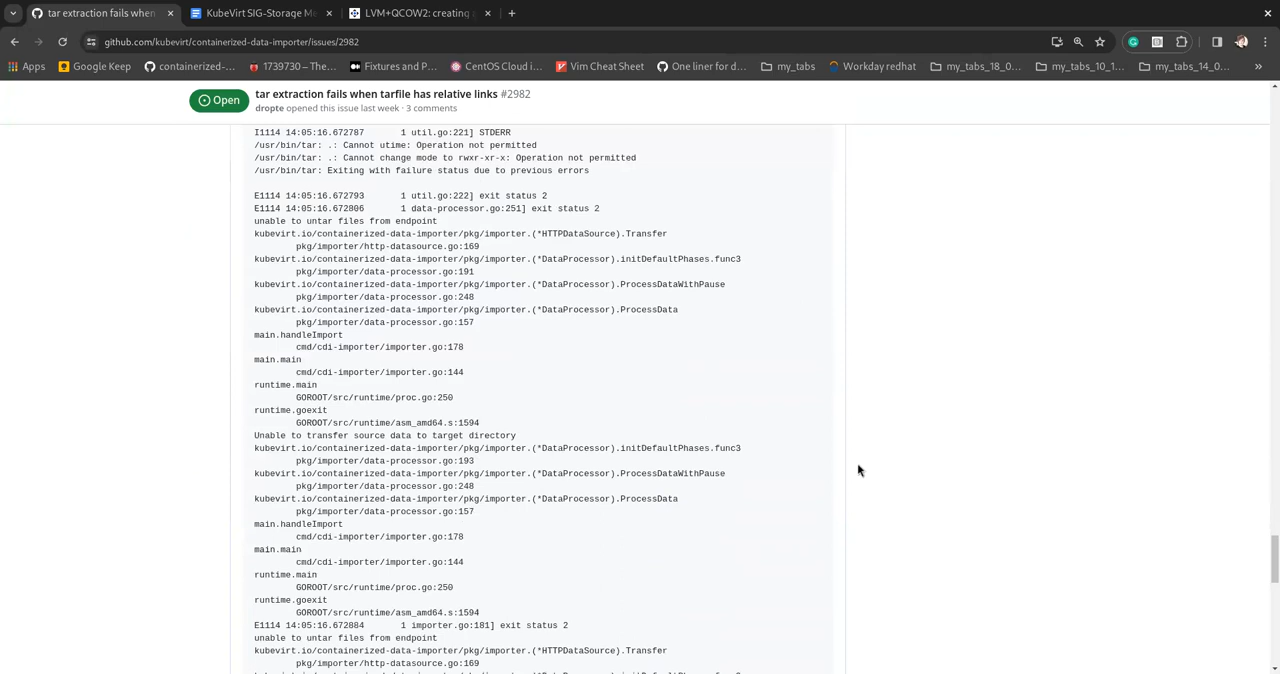 tar extraction fails when
KubeVirt SIG-Storage Me
LVM+QCOW2: creating
github.com/kubevirt/containerized-data-importer/issues/2982
Apps
Google Keep
containerized-...
1739730 – The...
Fixtures and P...
CentOS Cloud i...
Vim Cheat Sheet
One liner for d...
my_tabs
Workday redhat
my_tabs_18_0...
my_tabs_10_1...
my_tabs_14_0...
»
Open
tar extraction fails when tarfile has relative links #2982
dropte opened this issue last week · 3 comments
I1114 14:05:16.672787 1 util.go:221] STDERR
/usr/bin/tar: .: Cannot utime: Operation not permitted
/usr/bin/tar: .: Cannot change mode to rwxr-xr-x: Operation not permitted
/usr/bin/tar: Exiting with failure status due to previous errors
E1114 14:05:16.672793 1 util.go:222] exit status 2
E1114 14:05:16.672806 1 data-processor.go:251] exit status 2
unable to untar files from endpoint
kubevirt.io/containerized-data-importer/pkg/importer.(*HTTPDataSource).Transfer
pkg/importer/http-datasource.go:169
kubevirt.io/containerized-data-importer/pkg/importer.(*DataProcessor).initDefaultPhases.func3
pkg/importer/data-processor.go:191
kubevirt.io/containerized-data-importer/pkg/importer.(*DataProcessor).ProcessDataWithPause
pkg/importer/data-processor.go:248
kubevirt.io/containerized-data-importer/pkg/importer.(*DataProcessor).ProcessData
pkg/importer/data-processor.go:157
main.handleImport
cmd/cdi-importer/importer.go:178
main.main
cmd/cdi-importer/importer.go:144
runtime.main
GOROOT/src/runtime/proc.go:250
runtime.goexit
GOROOT/src/runtime/asm_amd64.s:1594
Unable to transfer source data to target directory
kubevirt.io/containerized-data-importer/pkg/importer.(*DataProcessor).initDefaultPhases.func3
pkg/importer/data-processor.go:193
kubevirt.io/containerized-data-importer/pkg/importer.(*DataProcessor).ProcessDataWithPause
pkg/importer/data-processor.go:248
kubevirt.io/containerized-data-importer/pkg/importer.(*DataProcessor).ProcessData
pkg/importer/data-processor.go:157
main.handleImport
cmd/cdi-importer/importer.go:178
main.main
cmd/cdi-importer/importer.go:144
runtime.main
GOROOT/src/runtime/proc.go:250
runtime.goexit
GOROOT/src/runtime/asm_amd64.s:1594
E1114 14:05:16.672884 1 importer.go:181] exit status 2
unable to untar files from endpoint
kubevirt.io/containerized-data-importer/pkg/importer.(*HTTPDataSource).Transfer
pkg/importer/http-datasource.go:169